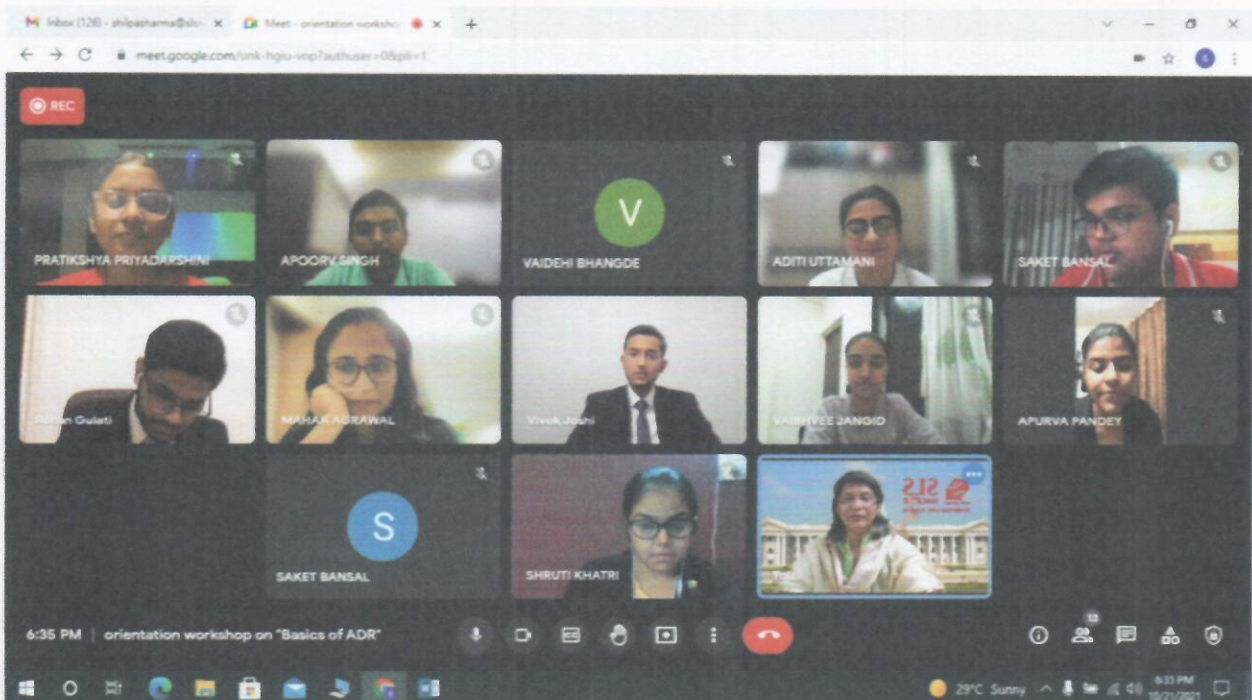 Inbox (126) - shilpasharma@sls
Meet - orientation workshop
meet.google.com/unk-hgiu-vnp?authuser=0&pli=1
REC
PRATIKSHYA PRIYADARSHINI
APOORV SINGH
V
VAIDEHI BHANGDE
ADITI UTTAMANI
SAKET BANSAL
Rohan Gulati
MAHAK AGRAWAL
Vivek Joshi
VAISHVEE JANGID
APURVA PANDEY
S
SAKET BANSAL
SHRUTI KHATRI
SLS
You
13
6:35 PM | orientation workshop on "Basics of ADR"
29°C Sunny
6:35 PM
10/21/2021